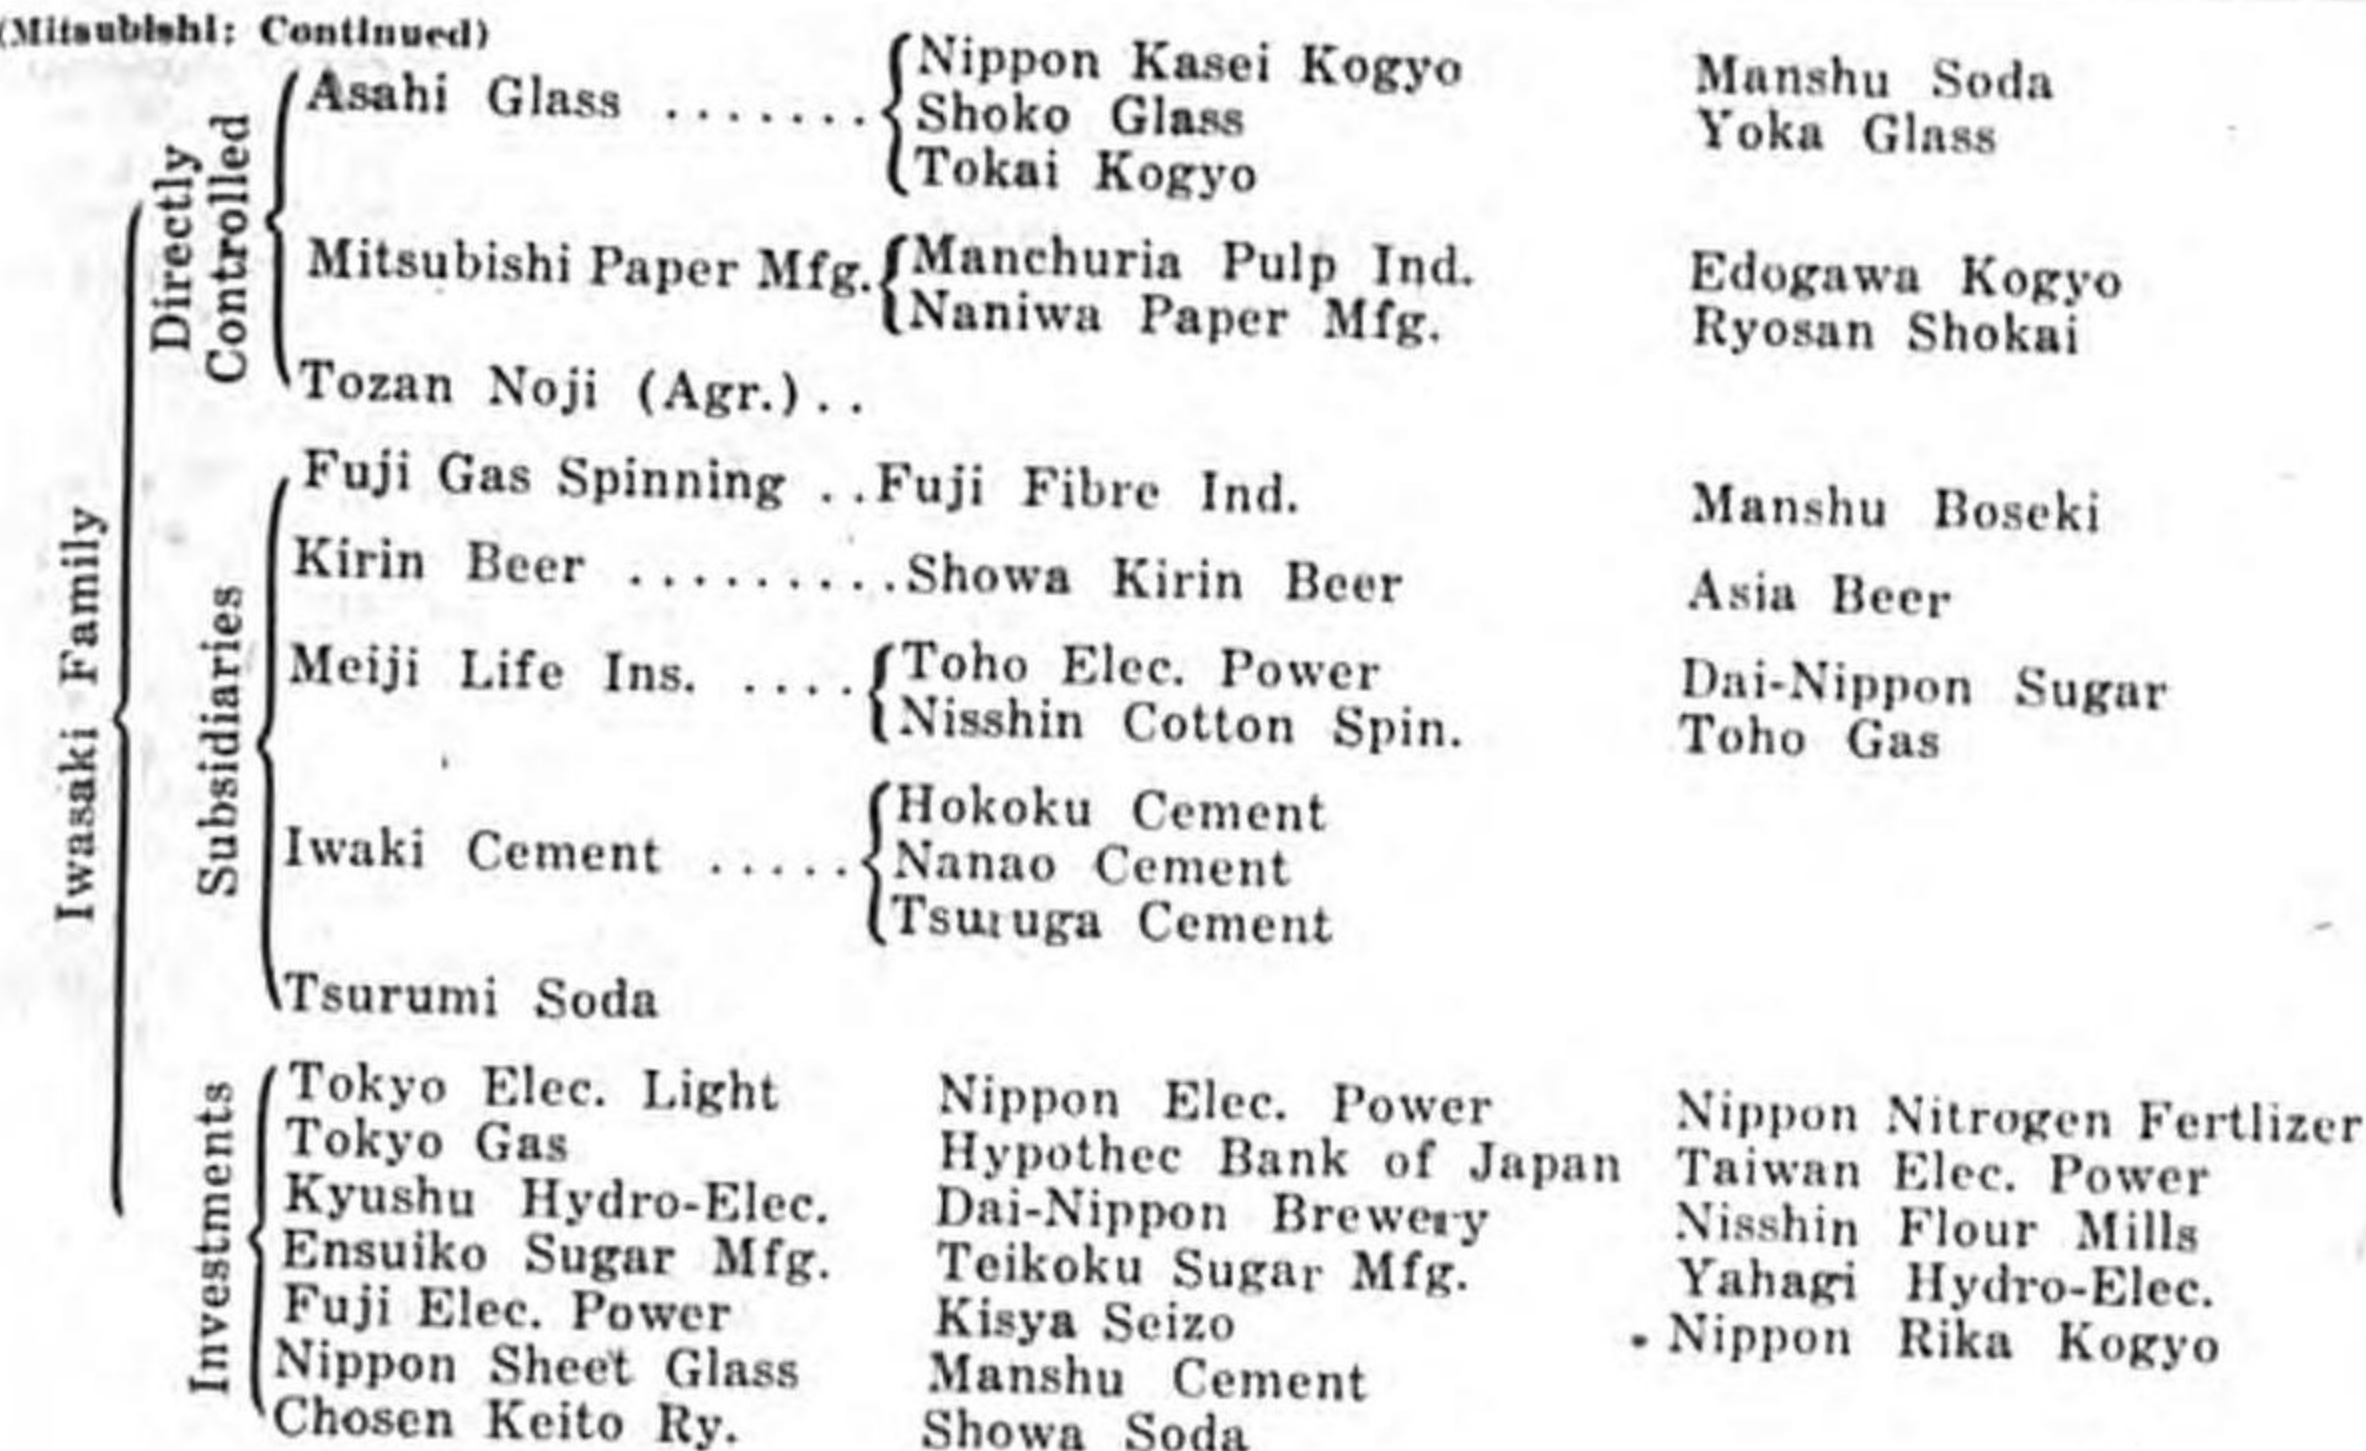 (Mitsubishi: Continued)
Iwasaki Family
Directly
Controlled
Asahi Glass ....... Nippon Kasei Kogyo Manshu Soda
Shoko Glass Yoka Glass
Tokai Kogyo
Mitsubishi Paper Mfg. Manchuria Pulp Ind. Edogawa Kogyo
Naniwa Paper Mfg. Ryosan Shokai
Tozan Noji (Agr.) . .
Subsidiaries
Fuji Gas Spinning . . Fuji Fibre Ind. Manshu Boseki
Kirin Beer ......... Showa Kirin Beer Asia Beer
Meiji Life Ins. .... Toho Elec. Power Dai-Nippon Sugar
Nisshin Cotton Spin. Toho Gas
Hokoku Cement
Iwaki Cement ..... Nanao Cement
Tsuruga Cement
Tsurumi Soda
Investments
Tokyo Elec. Light Nippon Elec. Power Nippon Nitrogen Fertlizer
Tokyo Gas Hypothec Bank of Japan Taiwan Elec. Power
Kyushu Hydro-Elec. Dai-Nippon Brewery Nisshin Flour Mills
Ensuiko Sugar Mfg. Teikoku Sugar Mfg. Yahagi Hydro-Elec.
Fuji Elec. Power Kisya Seizo Nippon Rika Kogyo
Nippon Sheet Glass Manshu Cement
Chosen Keito Ry. Showa Soda